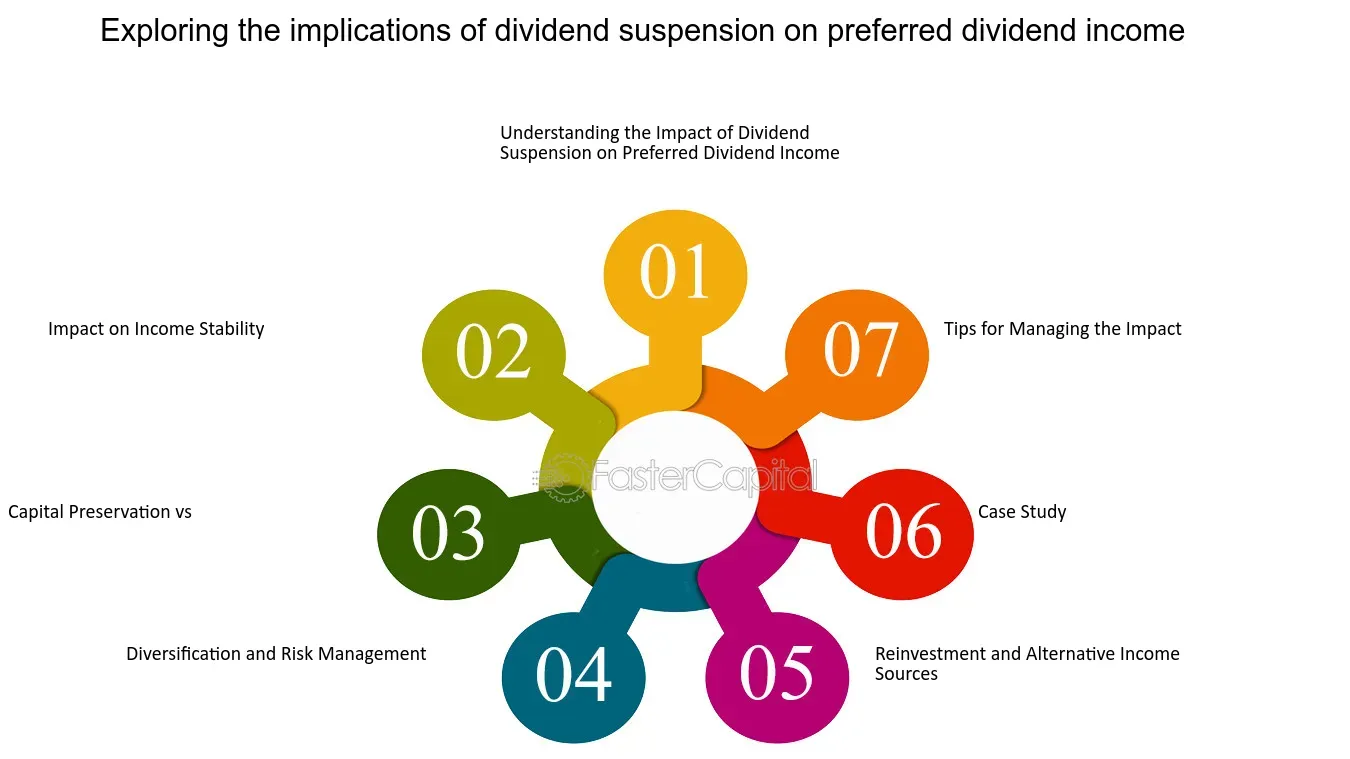 Exploring the implications of dividend suspension on preferred dividend income
Understanding the Impact of Dividend
Suspension on Preferred Dividend Income
01
02
Impact on Income Stability
07
Tips for Managing the Impact
03
Capital Preservation vs
06
Case Study
FasterCapital
04
Diversification and Risk Management
05
Reinvestment and Alternative Income
Sources